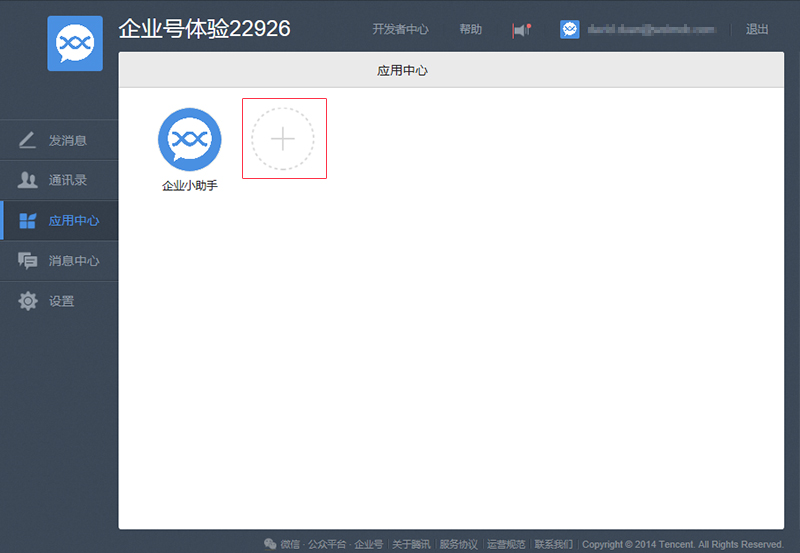 企业号体验22926
开发者中心 帮助 退出
应用中心
发消息
通讯录
应用中心
消息中心
设置
企业小助手
微信·公众平台·企业号 关于腾讯 服务协议 运营规范 联系我们 Copyright © 2014 Tencent. All Rights Reserved.